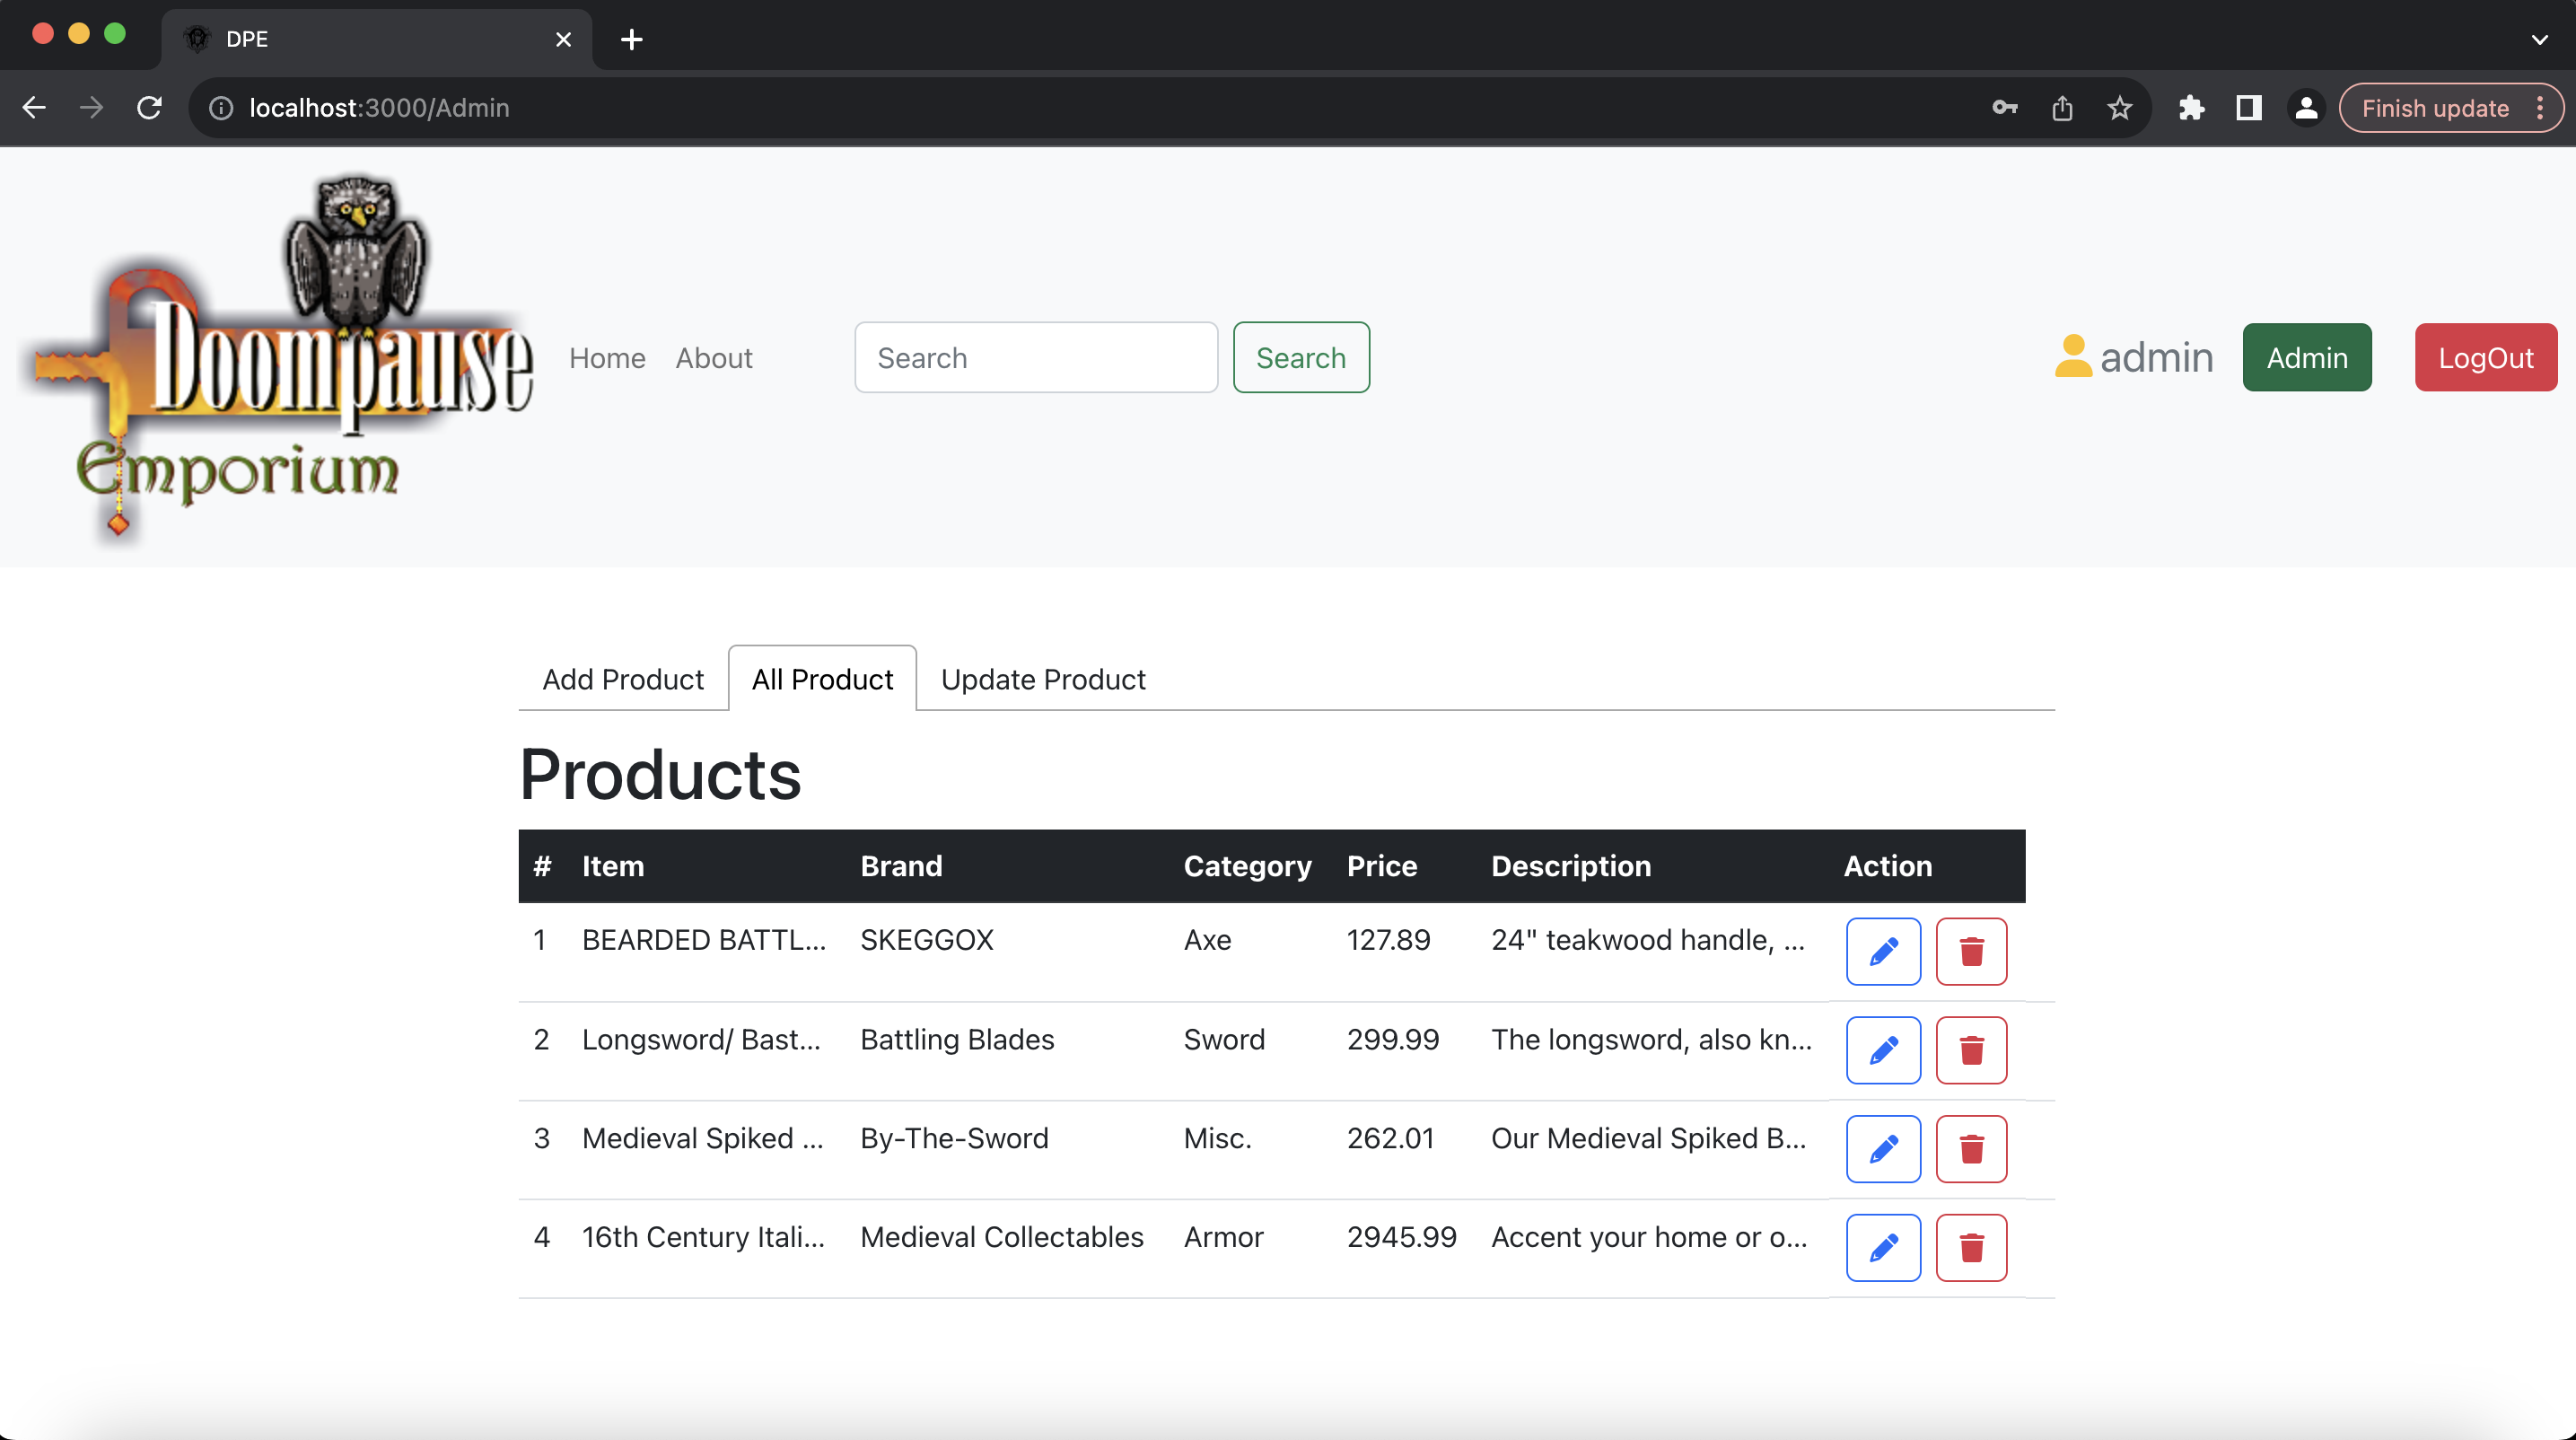 DPE
localhost:3000/Admin
Finish update
Doompause
Emporium
Home About
Search
Search
admin
Admin
LogOut
Add Product
All Product
Update Product
Products
# Item Brand Category Price Description Action
1 BEARDED BATTL... SKEGGOX Axe 127.89 24" teakwood handle, ...
2 Longsword/ Bast... Battling Blades Sword 299.99 The longsword, also kn...
3 Medieval Spiked ... By-The-Sword Misc. 262.01 Our Medieval Spiked B...
4 16th Century Itali... Medieval Collectables Armor 2945.99 Accent your home or o...